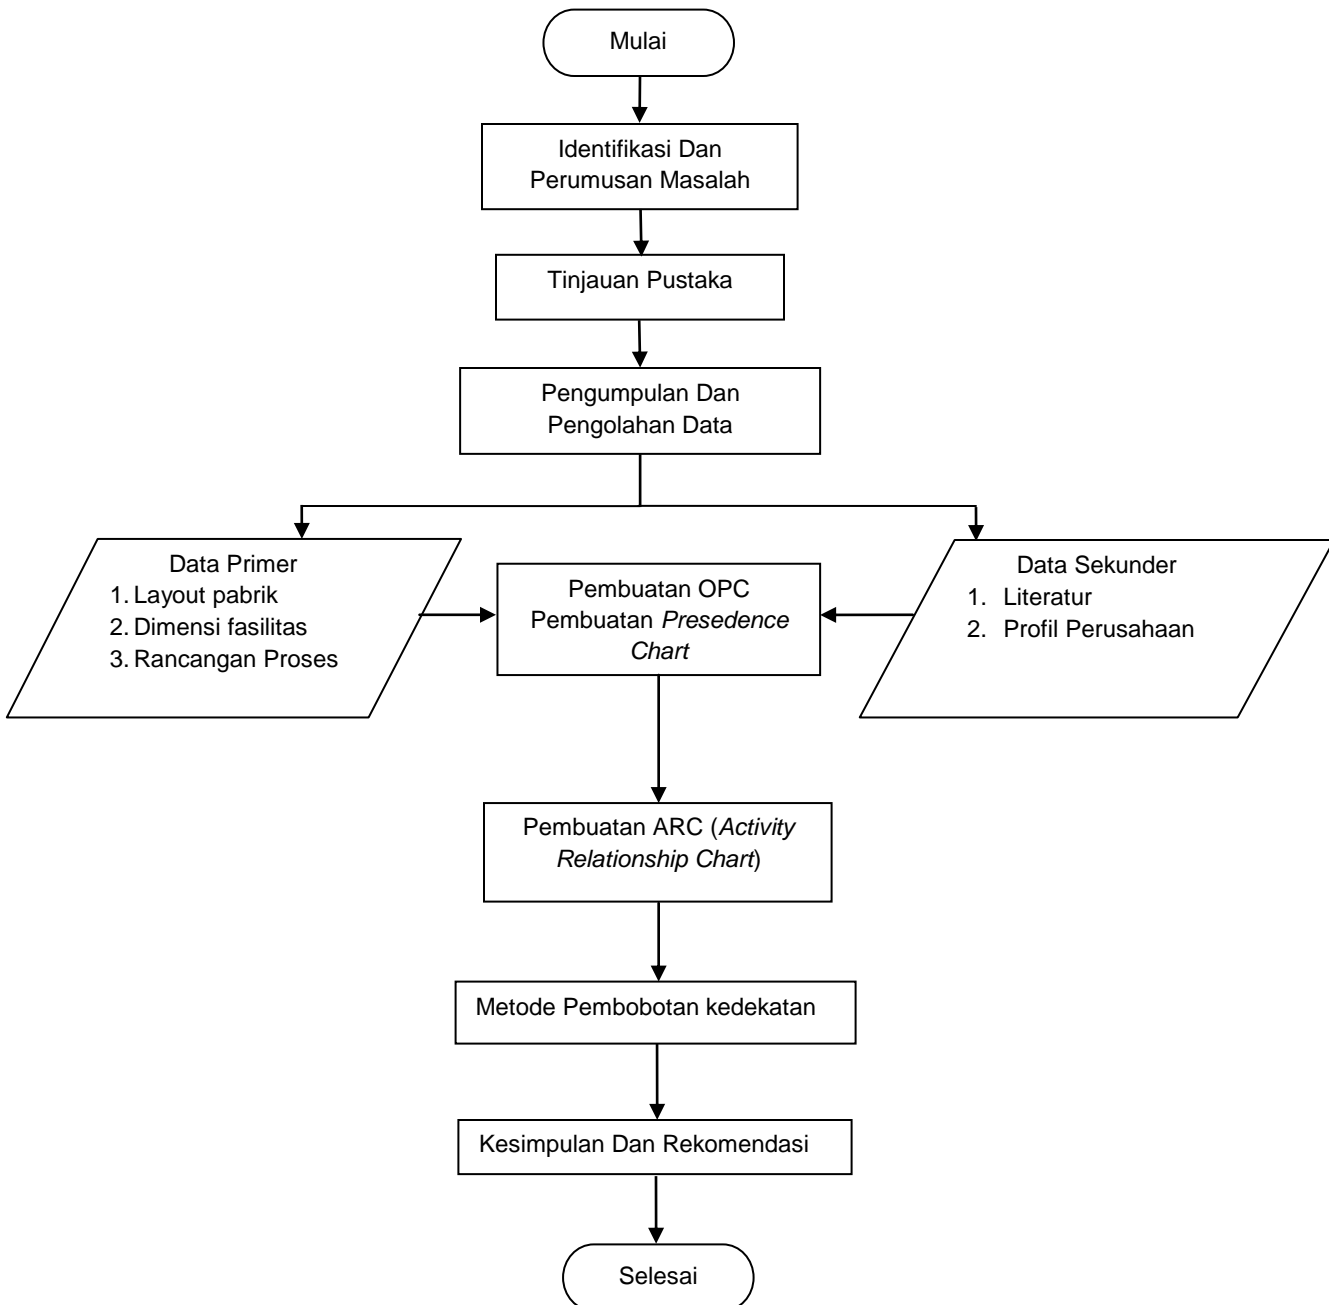 Mulai
Identifikasi Dan
Perumusan Masalah
Tinjauan Pustaka
Pengumpulan Dan
Pengolahan Data
Data Primer
1. Layout pabrik
2. Dimensi fasilitas
3. Rancangan Proses
Pembuatan OPC
Pembuatan Presedence
Chart
Data Sekunder
1. Literatur
2. Profil Perusahaan
Pembuatan ARC (Activity
Relationship Chart)
Metode Pembobotan kedekatan
Kesimpulan Dan Rekomendasi
Selesai